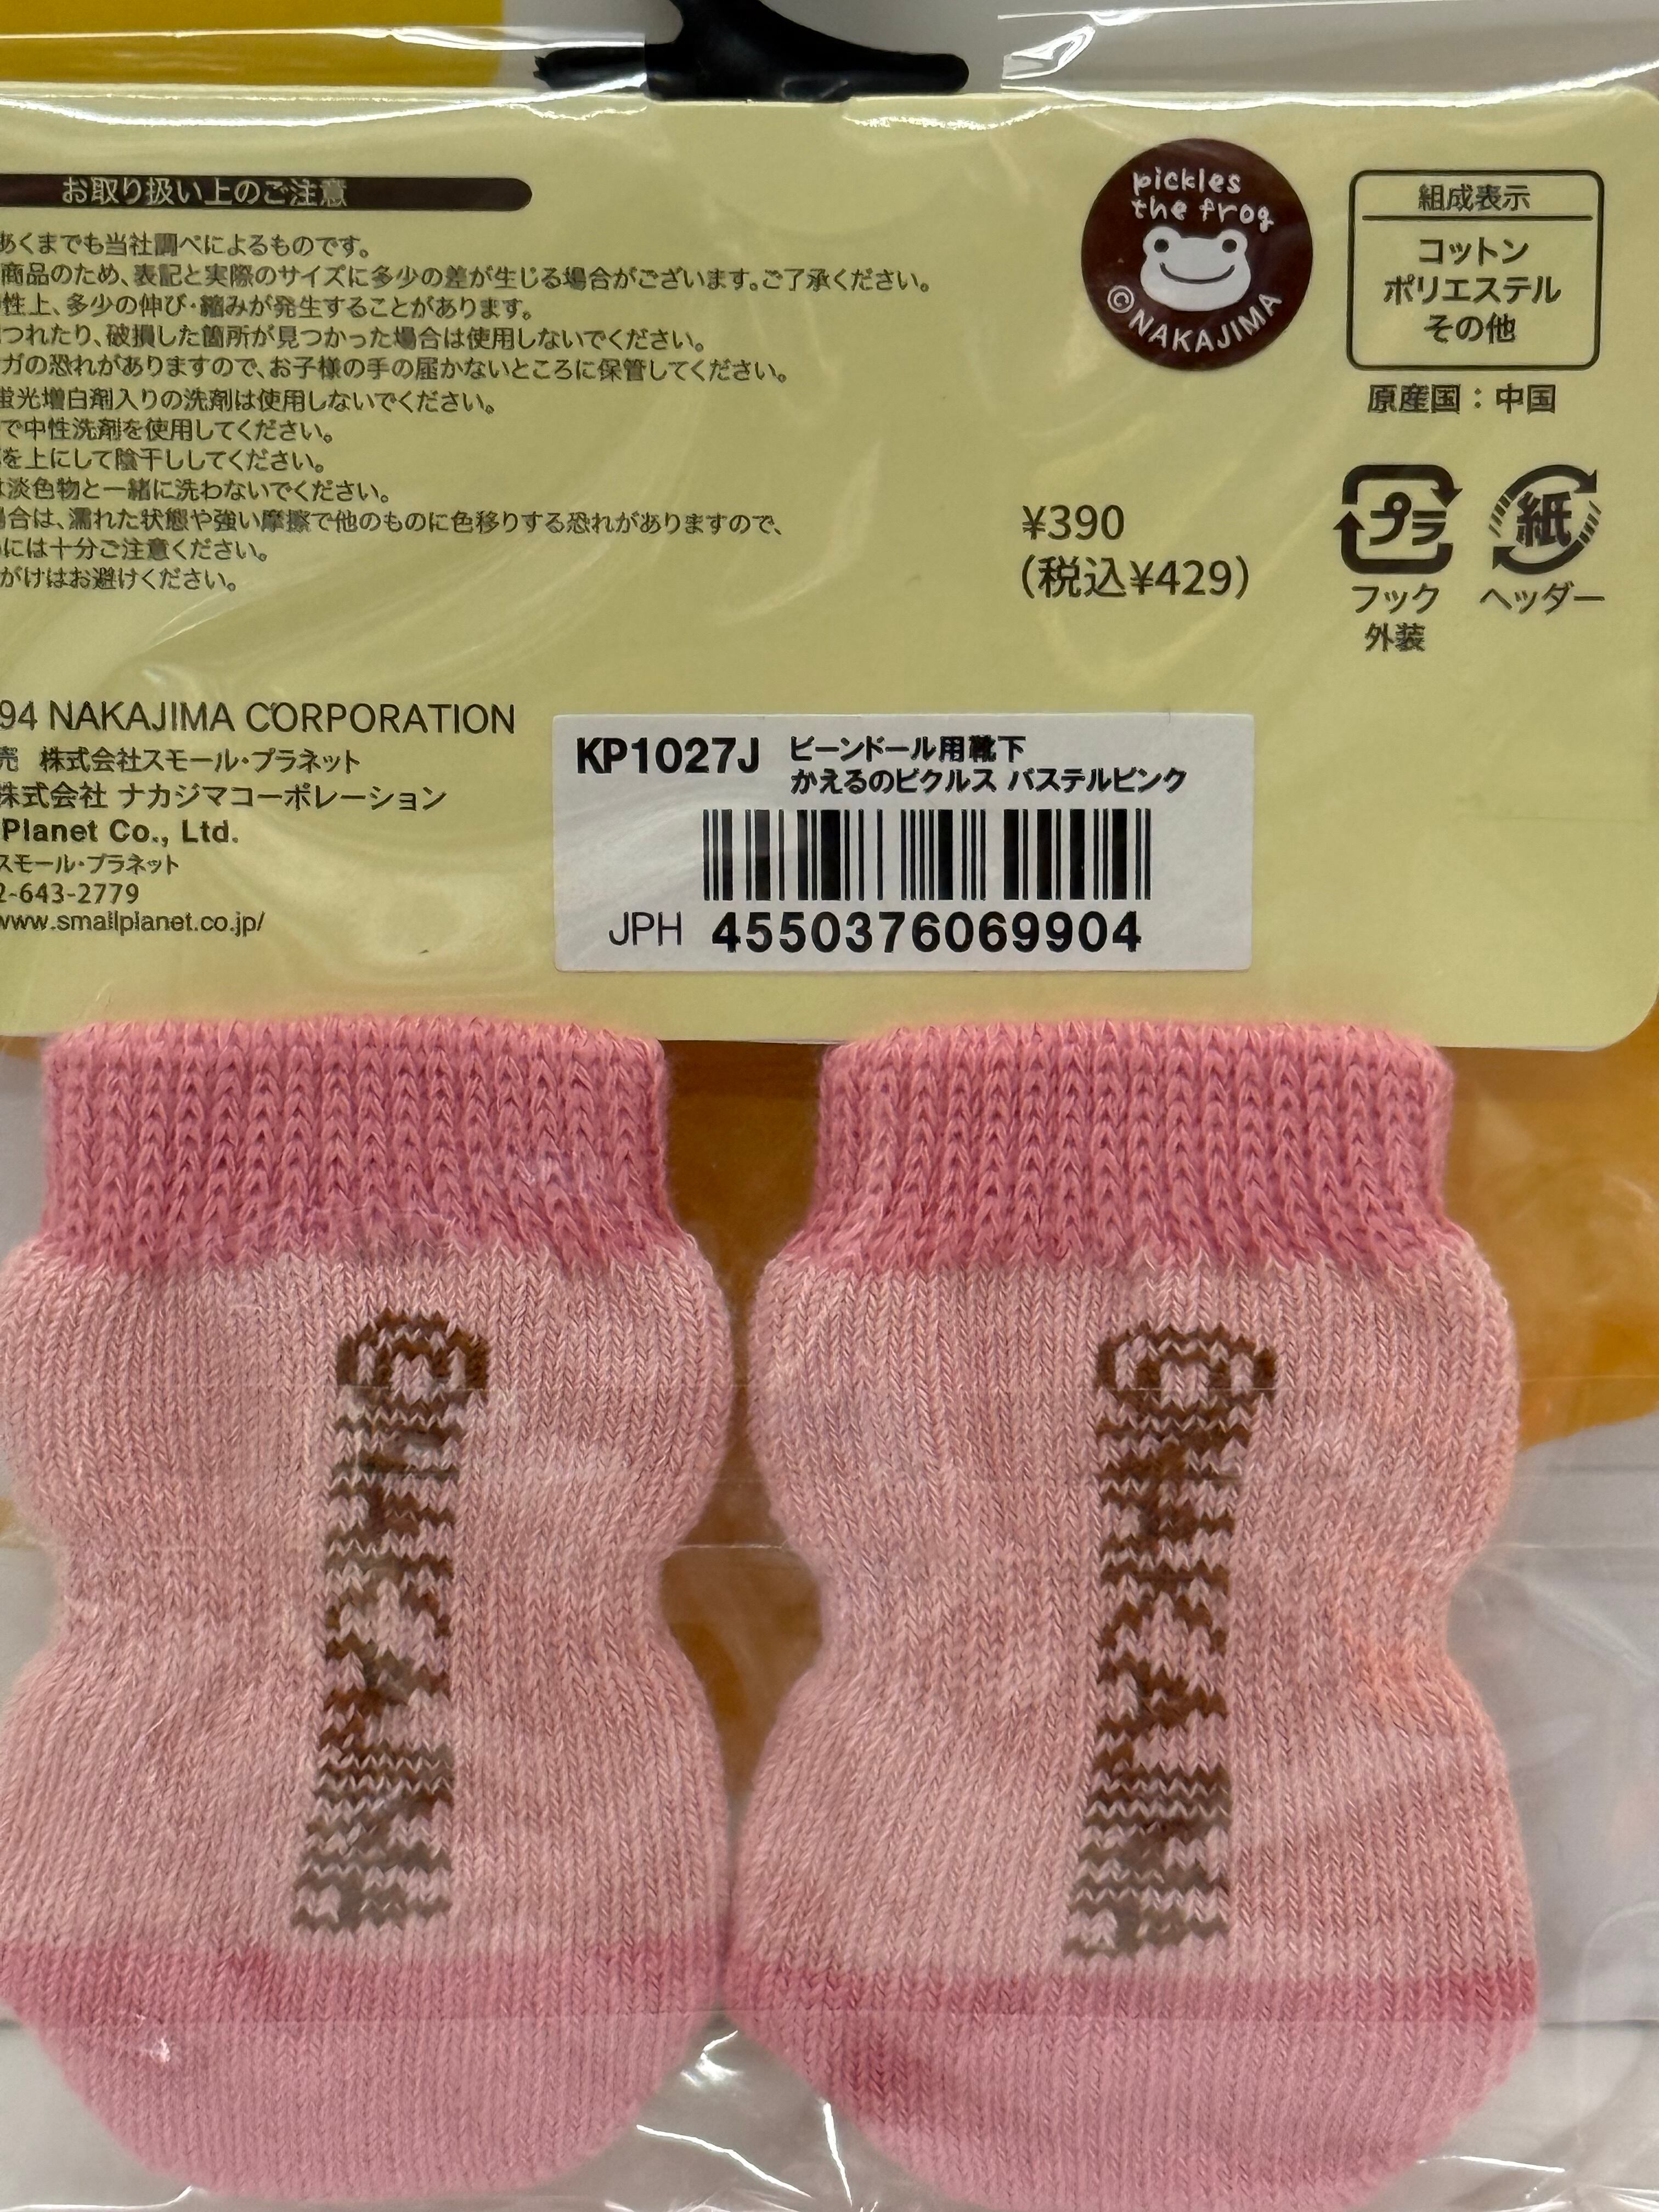 お取り扱い上のご注意
あくまでも当社調べによるものです。
商品のため、表記と実際のサイズに多少の差が生じる場合がございます。ご了承ください。
性上、多少の伸び・縮みが発生することがあります。
つれたり、破損した箇所が見つかった場合は使用しないでください。
ガの恐れがありますので、お子様の手の届かないところに保管してください。
蛍光増白剤入りの洗剤は使用しないでください。
で中性洗剤を使用してください。
を上にして陰干ししてください。
淡色物と一緒に洗わないでください。
場合は、濡れた状態や強い摩擦で他のものに色移りする恐れがありますので、
には十分ご注意ください。
がけはお避けください。
pickles
the frog
©NAKAJIMA
組成表示
コットン
ポリエステル
その他
原産国：中国
¥390
(税込¥429)
プラ
フック
外装
紙
ヘッダー
94 NAKAJIMA CORPORATION
売 株式会社スモール・プラネット
株式会社 ナカジマコーポレーション
Planet Co., Ltd.
スモール・プラネット
2-643-2779
www.smallplanet.co.jp/
KP1027J ビーンドール用靴下
かえるのピクルス パステルピンク
JPH 4550376069904